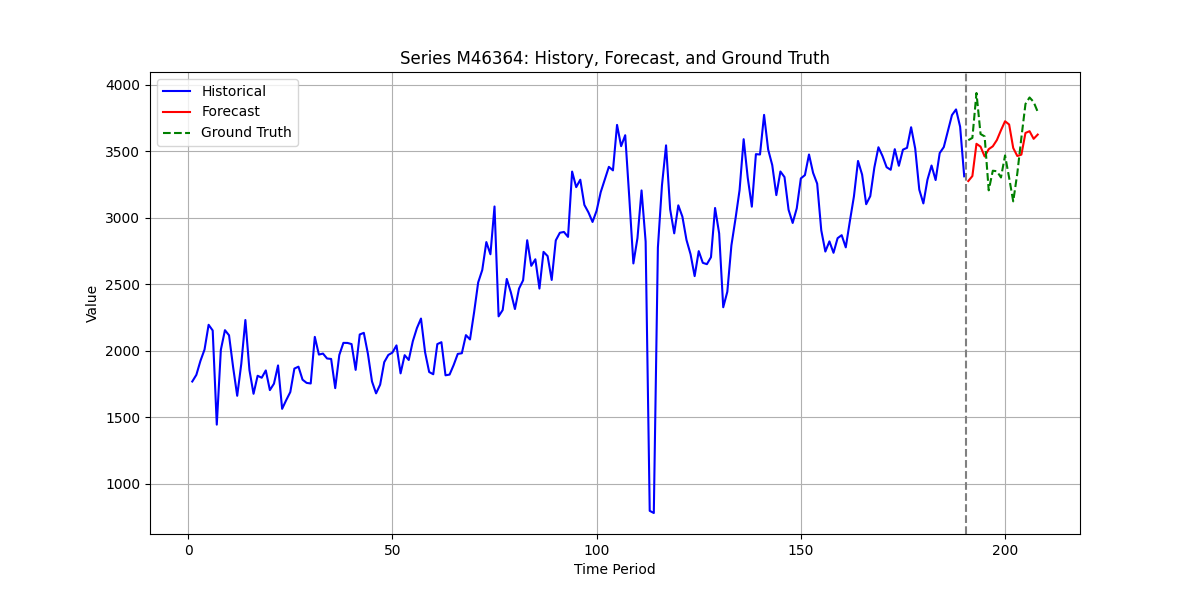 Series M46364: History, Forecast, and Ground Truth
Historical
Forecast
Ground Truth
4000
3500
3000
2500
2000
1500
1000
Value
0
50
100
150
200
Time Period